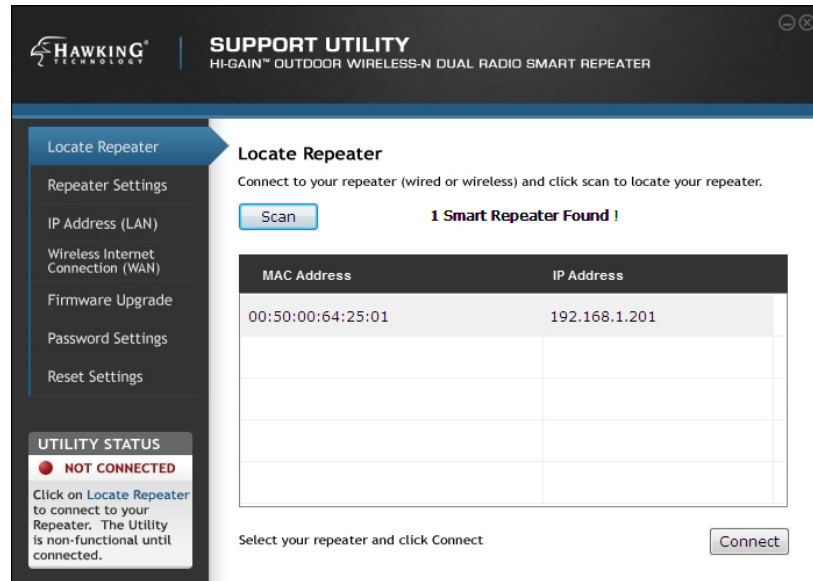 HAWKING
TECHNOLOGY
SUPPORT UTILITY
HI-GAIN™ OUTDOOR WIRELESS-N DUAL RADIO SMART REPEATER
Locate Repeater
Repeater Settings
IP Address (LAN)
Wireless Internet
Connection (WAN)
Firmware Upgrade
Password Settings
Reset Settings
UTILITY STATUS
NOT CONNECTED
Click on Locate Repeater
to connect to your
Repeater. The Utility
is non-functional until
connected.
Locate Repeater
Connect to your repeater (wired or wireless) and click scan to locate your repeater.
Scan
1 Smart Repeater Found !
MAC Address IP Address
00:50:00:64:25:01 192.168.1.201
Select your repeater and click Connect
Connect